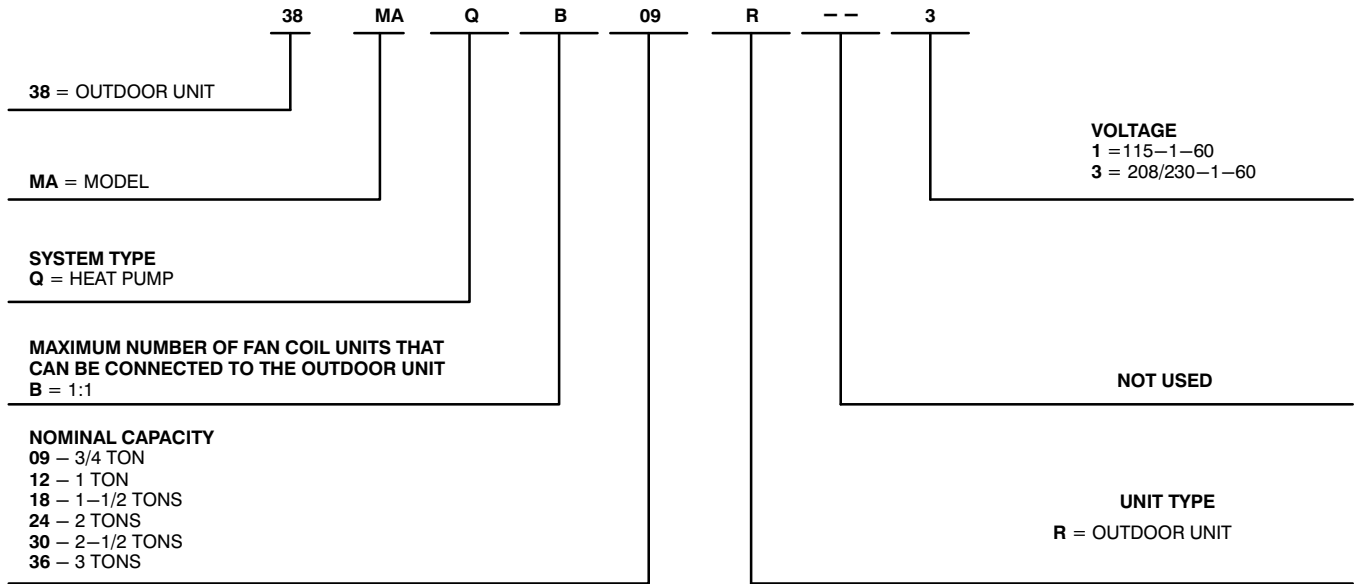 38 MA Q B 09 R – – 3
38 = OUTDOOR UNIT
MA = MODEL
SYSTEM TYPE
Q = HEAT PUMP
MAXIMUM NUMBER OF FAN COIL UNITS THAT
CAN BE CONNECTED TO THE OUTDOOR UNIT
B = 1:1
NOMINAL CAPACITY
09 – 3/4 TON
12 – 1 TON
18 – 1–1/2 TONS
24 – 2 TONS
30 – 2–1/2 TONS
36 – 3 TONS
VOLTAGE
1 =115–1–60
3 = 208/230–1–60
NOT USED
UNIT TYPE
R = OUTDOOR UNIT